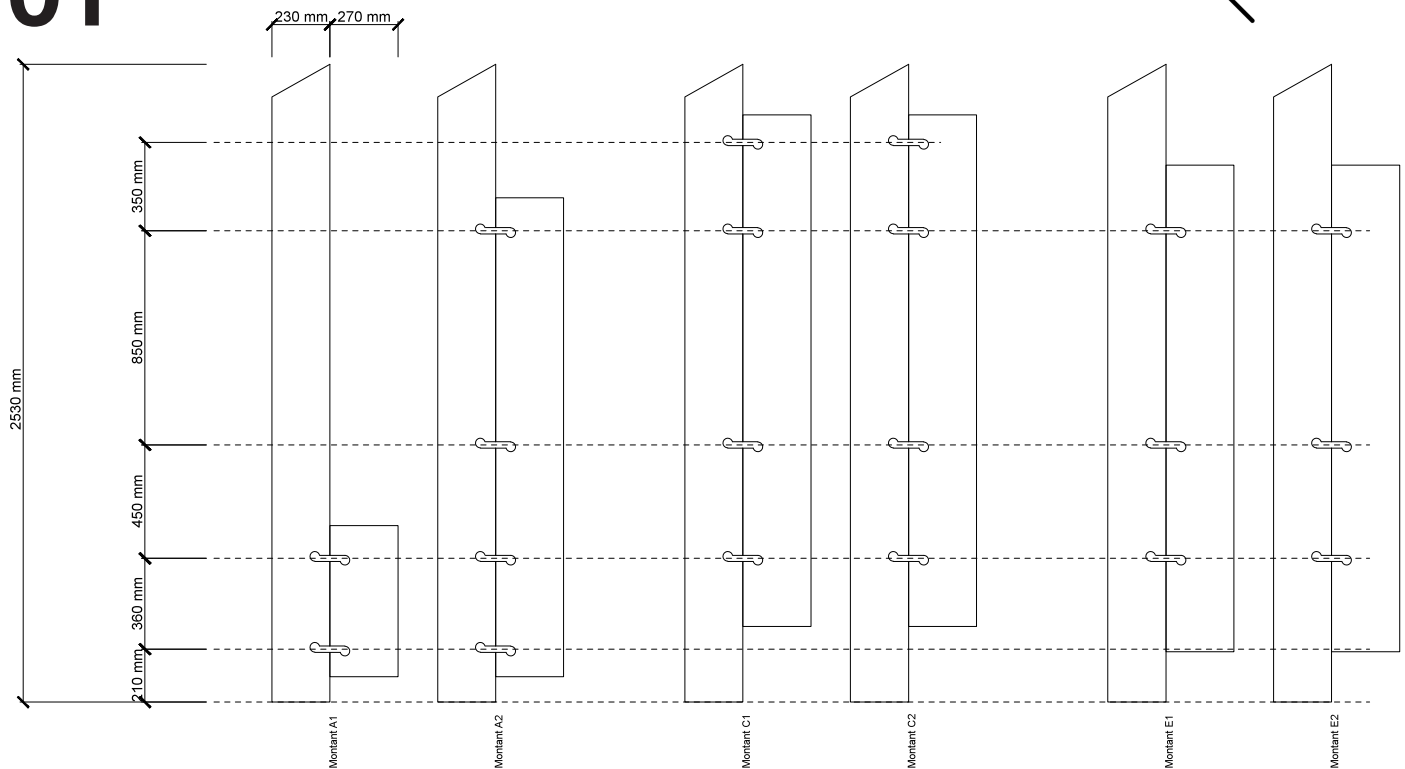 01
230 mm
270 mm
350 mm
850 mm
2530 mm
450 mm
360 mm
210 mm
Montant A1
Montant A2
Montant C1
Montant C2
Montant E1
Montant E2